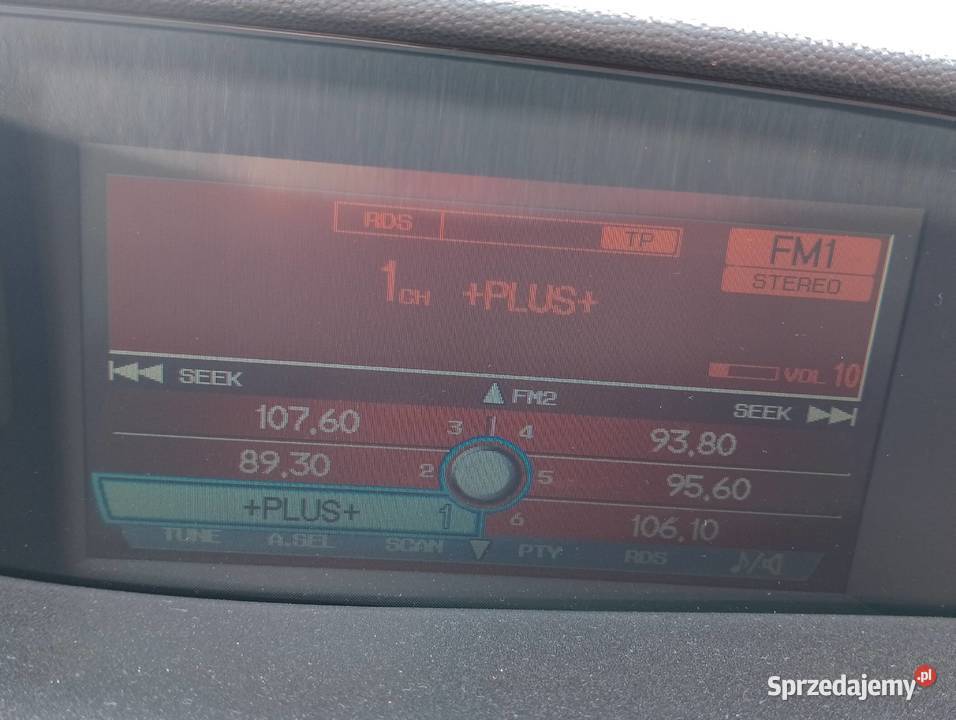 RDS TP FM1
STEREO
1CH +PLUS+
VOL 10
SEEK FM2 SEEK
107,60 3 4 93,80
89,30 2 5 95,60
+PLUS+ 1 6 106,10
TUNE A.SEL SCAN PTY RDS
Sprzedajemy.pl